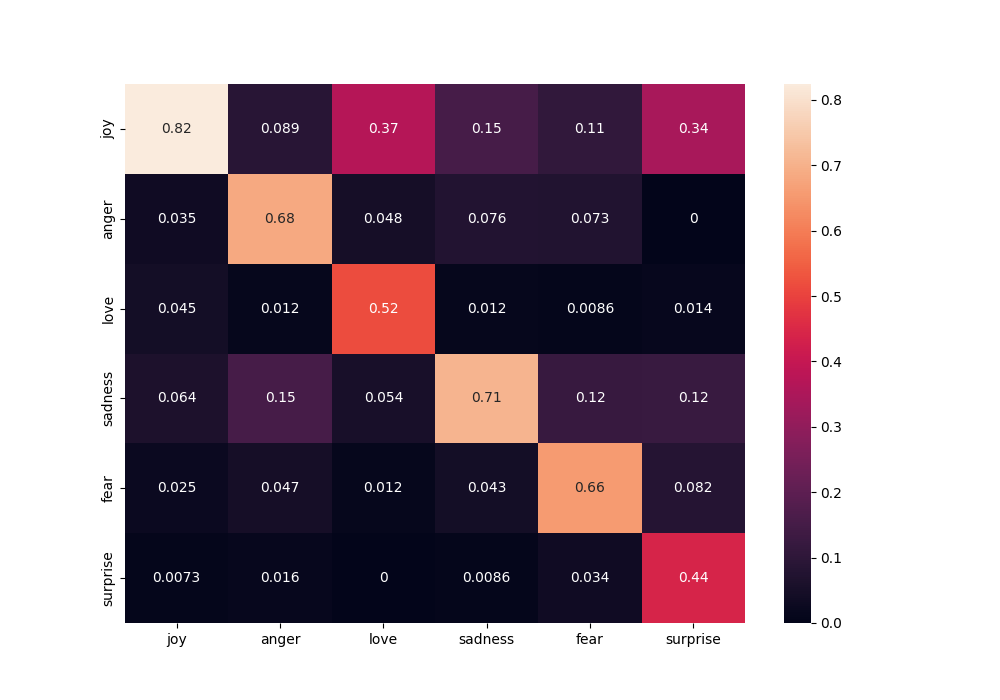 joy 0.82 0.089 0.37 0.15 0.11 0.34
anger 0.035 0.68 0.048 0.076 0.073 0
love 0.045 0.012 0.52 0.012 0.0086 0.014
sadness 0.064 0.15 0.054 0.71 0.12 0.12
fear 0.025 0.047 0.012 0.043 0.66 0.082
surprise 0.0073 0.016 0 0.0086 0.034 0.44
joy anger love sadness fear surprise
0.8
0.7
0.6
0.5
0.4
0.3
0.2
0.1
0.0